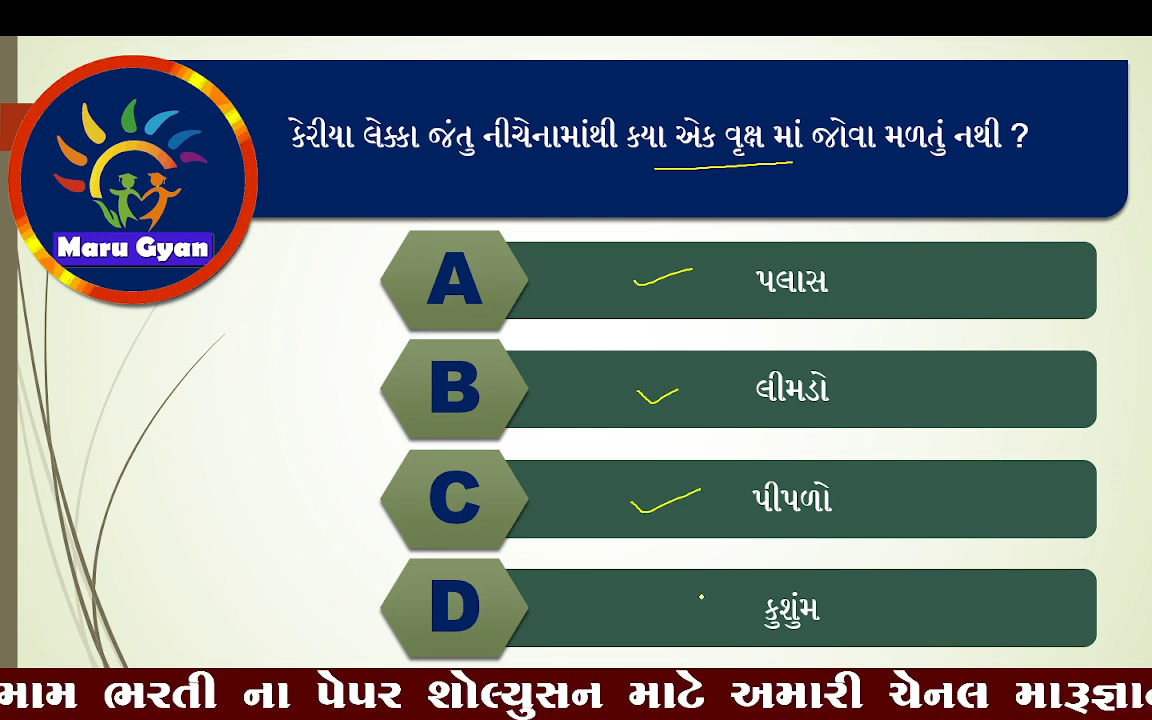 કેરીયા લેક્કા જંતુ નીચેનામાંથી કયા એક વૃક્ષ માં જોવા મળતું નથી ?
Maru Gyan
A પલાસ
B લીમડો
C પીપળો
D કુશુંમ
મામ ભરતી ના પેપર શોલ્યુસન માટે અમારી ચેનલ મારૂજ્ઞાન